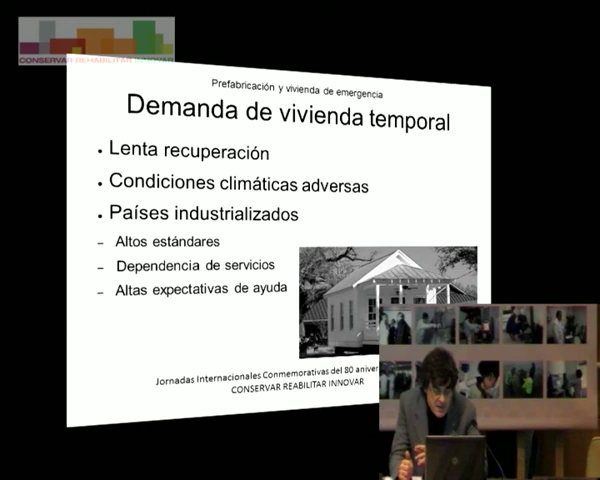 CONSERVAR REHABILITAR INNOVAR
Prefabricación y vivienda de emergencia
Demanda de vivienda temporal
• Lenta recuperación
• Condiciones climáticas adversas
• Países industrializados
– Altos estándares
– Dependencia de servicios
– Altas expectativas de ayuda
Jornadas Internacionales Conmemorativas del 80
CONSERVAR REABILITAR INNOVAR